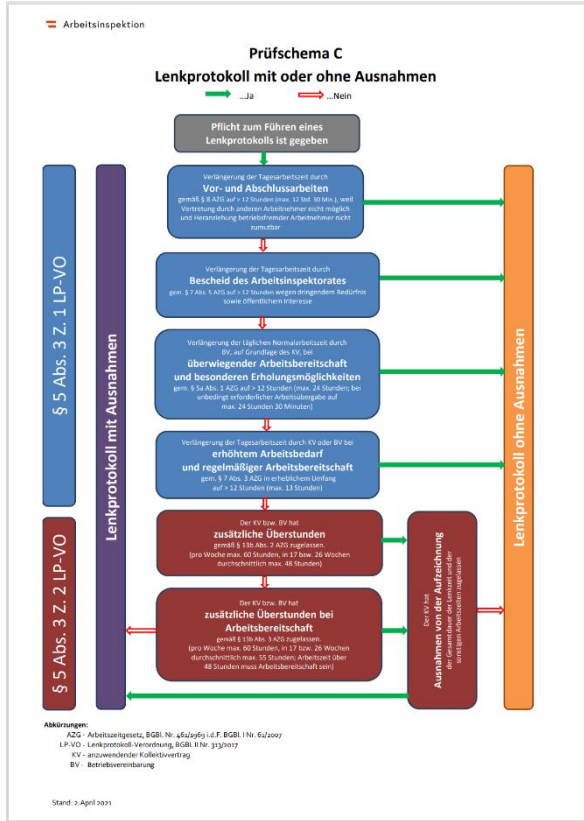 Arbeitsinspektion
Prüfschema C
Lenkprotokoll mit oder ohne Ausnahmen
...Ja ...Nein
Pflicht zum Führen eines
Lenkprotokolls ist gegeben
§ 5 Abs. 3 Z. 1 LP-VO
§ 5 Abs. 3 Z. 2 LP-VO
Lenkprotokoll mit Ausnahmen
Verlängerung der Tagesarbeitszeit durch
Vor- und Abschlussarbeiten
gemäß § 8 AZG auf > 12 Stunden (max. 12 Std. 30 Min.), weil
Vertretung durch anderen Arbeitnehmer nicht möglich
und Heranziehung betriebsfremder Arbeitnehmer nicht
zumutbar
Verlängerung der Tagesarbeitszeit durch
Bescheid des Arbeitsinspektorates
gem. § 7 Abs. 5 AZG auf > 12 Stunden wegen dringendem Bedürfnis
sowie öffentlichem Interesse
Verlängerung der täglichen Normalarbeitszeit durch
BV, auf Grundlage des KV, bei
überwiegender Arbeitsbereitschaft
und besonderen Erholungsmöglichkeiten
gem. § 5a Abs. 1 AZG auf > 12 Stunden (max. 24 Stunden; bei
unbedingt erforderlicher Arbeitsübergabe auf
max. 24 Stunden 30 Minuten)
Verlängerung der Tagesarbeitszeit durch KV oder BV bei
erhöhtem Arbeitsbedarf
und regelmäßiger Arbeitsbereitschaft
gem. § 7 Abs. 3 AZG in erheblichem Umfang
auf > 12 Stunden (max. 13 Stunden)
Der KV bzw. BV hat
zusätzliche Überstunden
gemäß § 13b Abs. 2 AZG zugelassen.
(pro Woche max. 60 Stunden, in 17 bzw. 26 Wochen
durchschnittlich max. 48 Stunden)
Der KV bzw. BV hat
zusätzliche Überstunden bei
Arbeitsbereitschaft
gemäß § 13b Abs. 3 AZG zugelassen.
(pro Woche max. 60 Stunden, in 17 bzw. 26 Wochen
durchschnittlich max. 55 Stunden; Arbeitszeit über
48 Stunden muss Arbeitsbereitschaft sein)
Der KV hat
Ausnahmen von der Aufzeichnung
der Gesamtdauer der Lenkzeit und der
sonstigen Arbeitszeiten zugelassen
Lenkprotokoll ohne Ausnahmen
Abkürzungen:
AZG - Arbeitszeitgesetz, BGBl. Nr. 461/1969 i.d.F. BGBl. I Nr. 61/2007
LP-VO - Lenkprotokoll-Verordnung, BGBl. II Nr. 313/2017
KV - anzuwendender Kollektivvertrag
BV - Betriebsvereinbarung
Stand: 2.April 2021